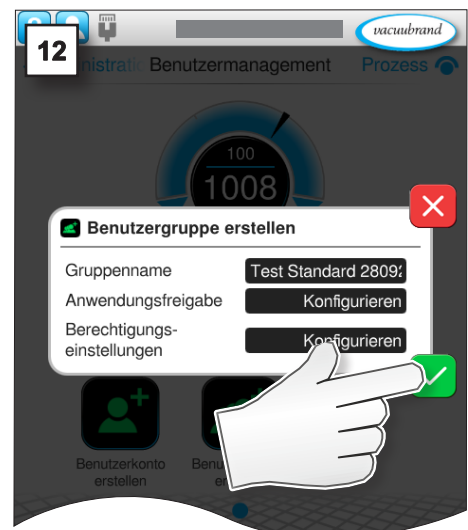 12
vacuubrand
Benutzermanagement
Prozess
100
1008
Benutzergruppe erstellen
Gruppenname
Test Standard 2809
Anwendungsfreigabe
Konfigurieren
Berechtigungs-
einstellungen
Konfigurieren
Benutzerkonto
erstellen